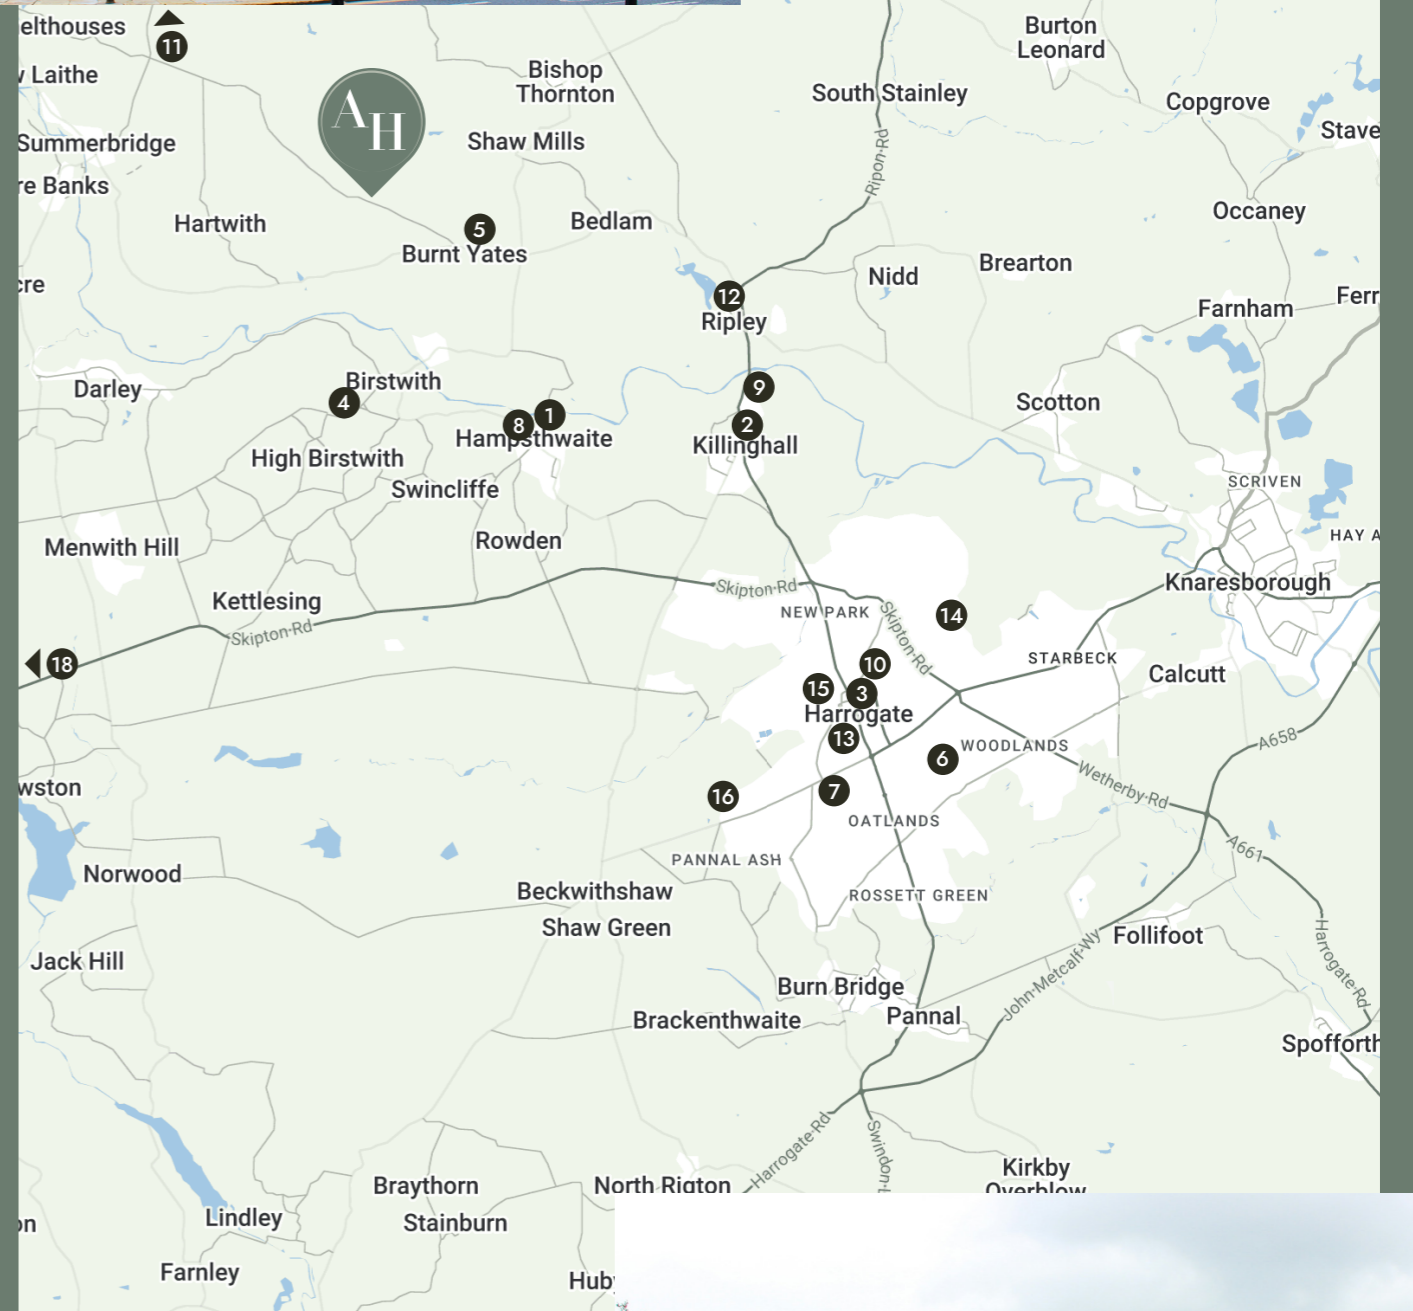 elthouses
11
Burton
Leonard
Laithe
Bishop
Thornton
South Stainley
Copgrove
A
H
Stave
Summerbridge
Shaw Mills
Ripon Rd
re Banks
Hartwith
5
Bedlam
Occaney
Burnt Yates
Nidd
Brearton
cre
12
Ripley
Farnham
Ferr
Darley
Birstwith
4
9
Scotton
8
1
2
Hampsthwaite
Killinghall
High Birstwith
Swincliffe
SCRIVEN
Menwith Hill
Rowden
HAY A
Skipton Rd
Knaresborough
Kettlesing
NEW PARK
Skipton Rd
14
Skipton Rd
18
10
STARBECK
Calcutt
15
3
Harrogate
13
6
WOODLANDS
A658
wston
16
7
Wetherby Rd
OATLANDS
PANNAL ASH
A661
Norwood
Beckwithshaw
ROSSETT GREEN
Shaw Green
Follifoot
Harrogate Rd
Jack Hill
John Metcalf Wy
Burn Bridge
Brackenthwaite
Pannal
Spofforth
Harrogate Rd
Swindon L
Kirkby
Overblow
Braythorn
North Rigton
on
Lindley
Stainburn
Farnley
Huby